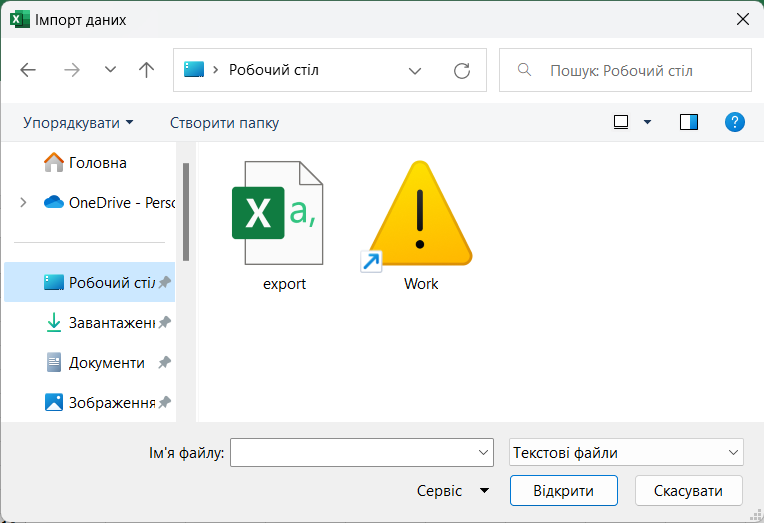 Імпорт даних
Робочий стіл
Пошук: Робочий стіл
Упорядкувати
Створити папку
Головна
OneDrive - Perso
Робочий стіл
Завантажен
Документи
Зображення
a,
export
Work
Ім'я файлу:
Текстові файли
Сервіс
Відкрити
Скасувати